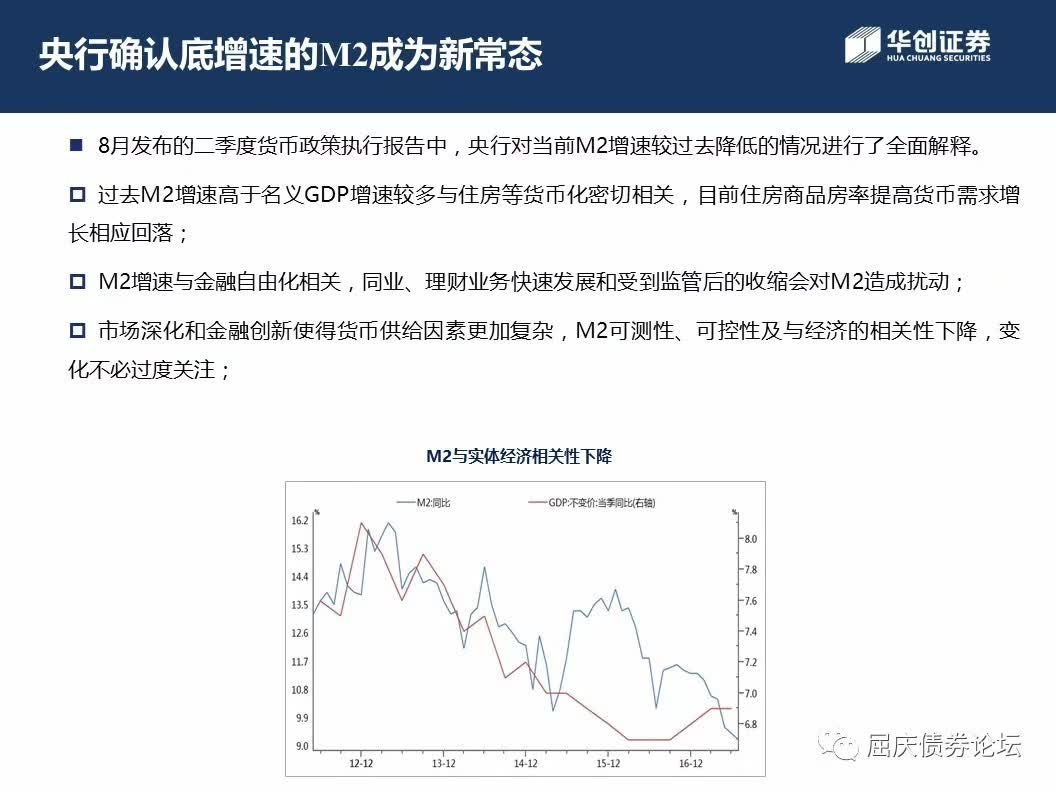 央行确认底增速的M2成为新常态
华创证券
HUA CHUANG SECURITIES
8月发布的二季度货币政策执行报告中，央行对当前M2增速较过去降低的情况进行了全面解释。
过去M2增速高于名义GDP增速较多与住房等货币化密切相关，目前住房商品房率提高货币需求增
长相应回落；
M2增速与金融自由化相关，同业、理财业务快速发展和受到监管后的收缩会对M2造成扰动；
市场深化和金融创新使得货币供给因素更加复杂，M2可测性、可控性及与经济的相关性下降，变
化不必过度关注；
M2与实体经济相关性下降
M2:同比 GDP:不变价:当季同比(右轴)
% %
16.2
15.3 8.0
14.4 7.8
13.5 7.6
12.6 7.4
11.7 7.2
10.8 7.0
9.9 6.8
9.0
12-12 13-12 14-12 15-12 16-12
屈庆债券论坛